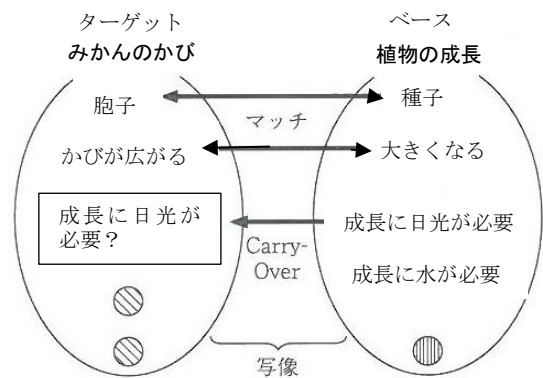 ターゲット
みかんのかび
ベース
植物の成長
胞子
種子
マッチ
かびが広がる
大きくなる
成長に日光が
必要?
成長に日光が必要
Carry-
Over
成長に水が必要
写像